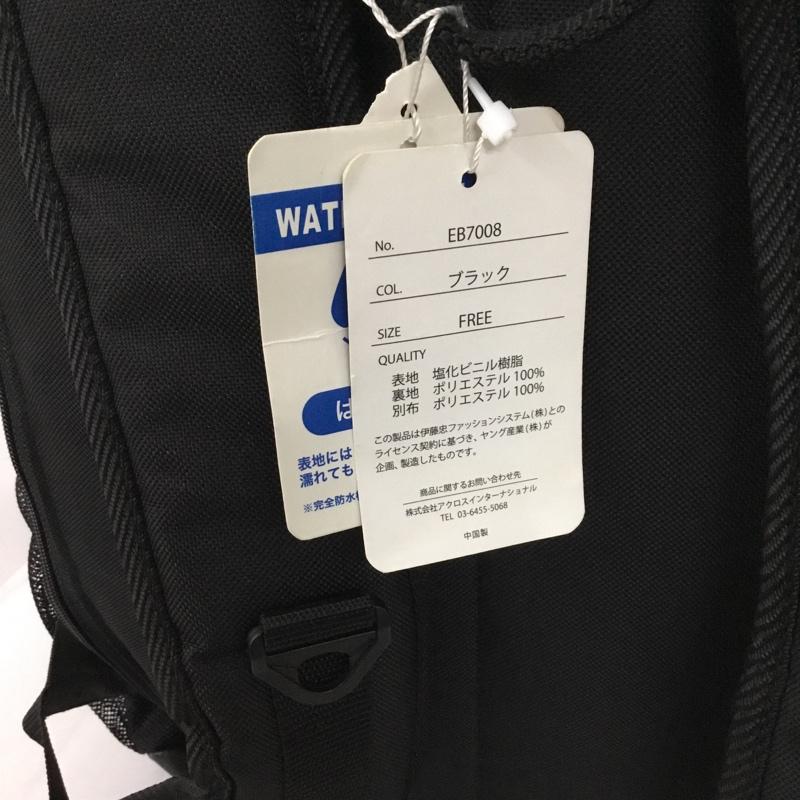 WAT
は
表地には
濡れても
※完全防水
No. EB7008
COL. ブラック
SIZE FREE
QUALITY
表地 塩化ビニル樹脂
裏地 ポリエステル 100%
別布 ポリエステル 100%
この製品は伊藤忠ファッションシステム(株)との
ライセンス契約に基づき、ヤング産業(株)が
企画、製造したものです。
商品に関するお問い合わせ先
株式会社アクロスインターナショナル
TEL 03-6455-5068
中国製